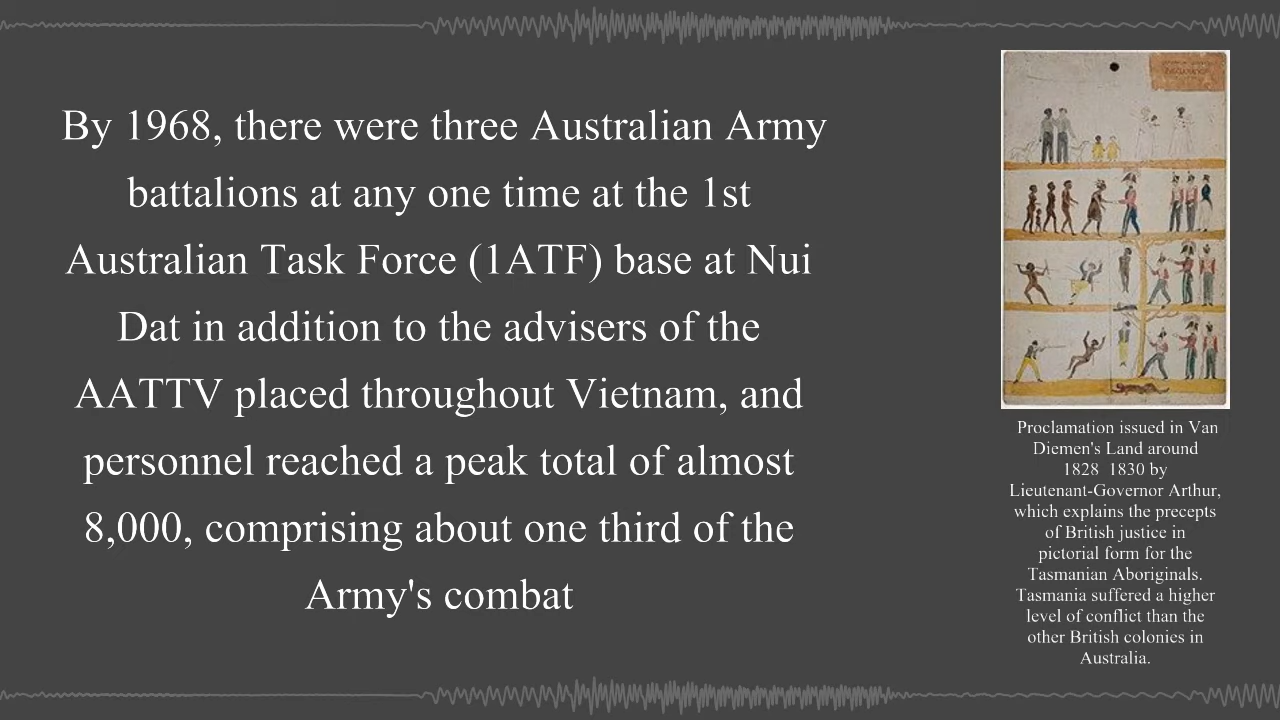 By 1968, there were three Australian Army
battalions at any one time at the 1st
Australian Task Force (1ATF) base at Nui
Dat in addition to the advisers of the
AATTV placed throughout Vietnam, and
personnel reached a peak total of almost
8,000, comprising about one third of the
Army's combat
Proclamation issued in Van
Diemen's Land around
1828 1830 by
Lieutenant-Governor Arthur,
which explains the precepts
of British justice in
pictorial form for the
Tasmanian Aboriginals.
Tasmania suffered a higher
level of conflict than the
other British colonies in
Australia.